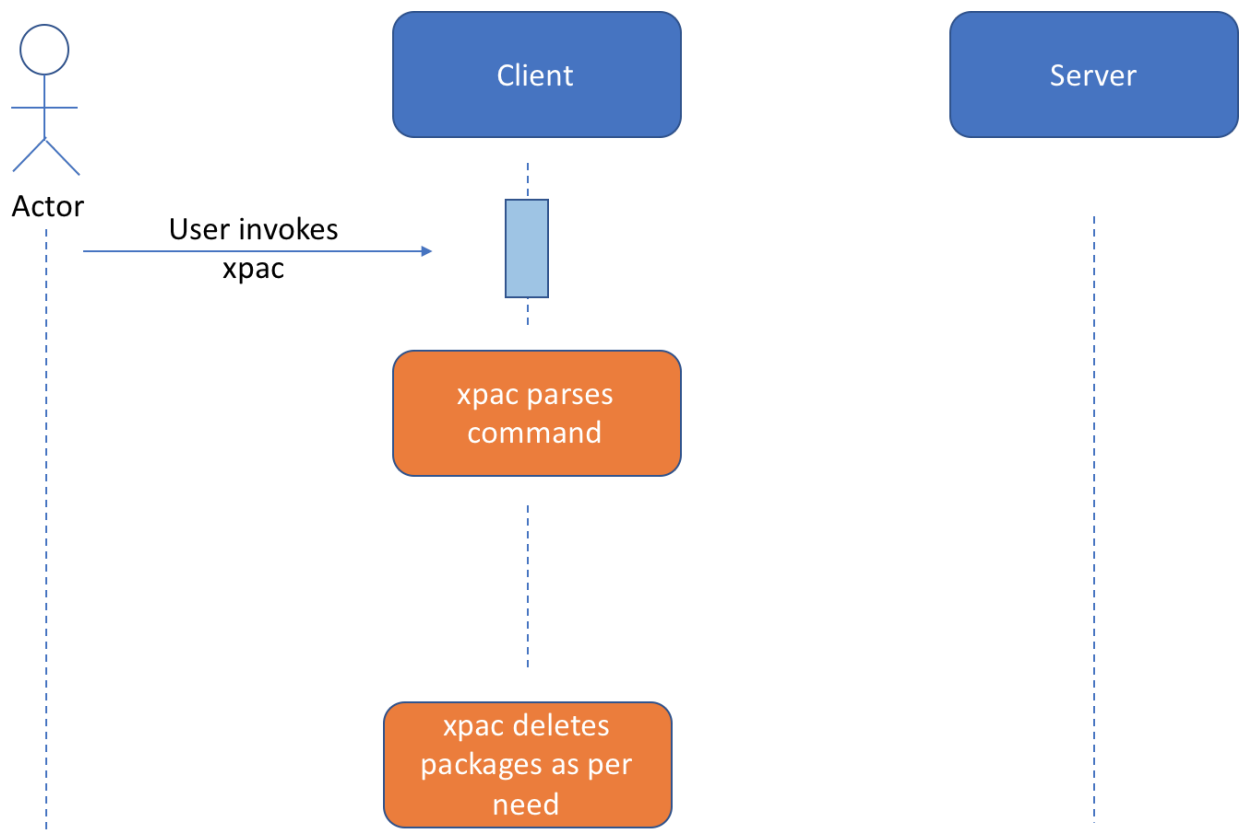 Client
Server
Actor
User invokes
xpac
xpac parses
command
xpac deletes
packages as per
need